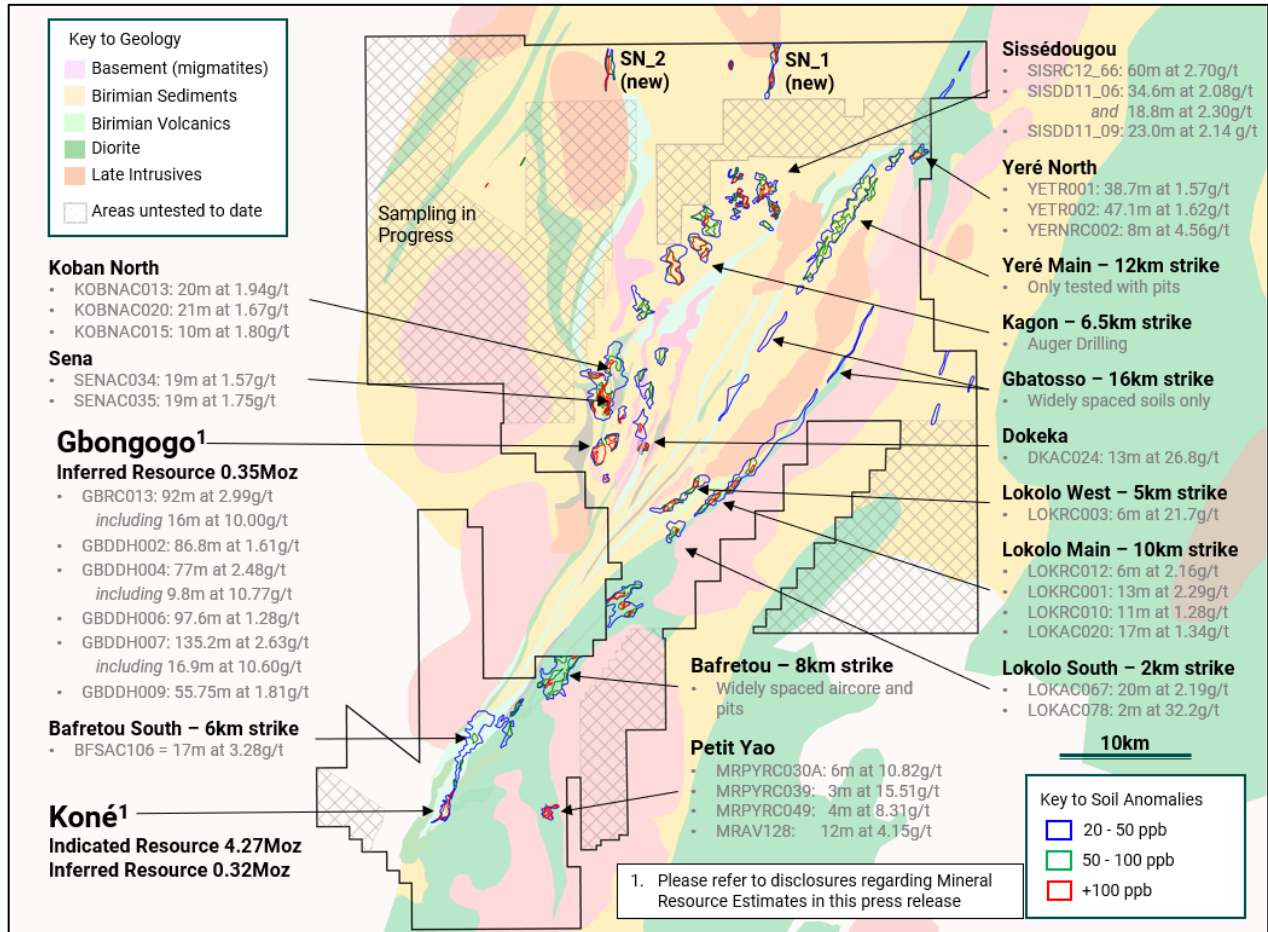 Key to Geology
Basement (migmatites)
Birimian Sediments
Birimian Volcanics
Diorite
Late Intrusives
Areas untested to date
SN_2
(new)
SN_1
(new)
Sampling in
Progress
Koban North
• KOBNAC013: 20m at 1.94g/t
• KOBNAC020: 21m at 1.67g/t
• KOBNAC015: 10m at 1.80g/t
Sena
• SENAC034: 19m at 1.57g/t
• SENAC035: 19m at 1.75g/t
Gbongogo¹
Inferred Resource 0.35Moz
• GBRC013: 92m at 2.99g/t
including 16m at 10.00g/t
• GBDDH002: 86.8m at 1.61g/t
• GBDDH004: 77m at 2.48g/t
including 9.8m at 10.77g/t
• GBDDH006: 97.6m at 1.28g/t
• GBDDH007: 135.2m at 2.63g/t
including 16.9m at 10.60g/t
• GBDDH009: 55.75m at 1.81g/t
Bafretou South – 6km strike
• BFSAC106 = 17m at 3.28g/t
Koné¹
Indicated Resource 4.27Moz
Inferred Resource 0.32Moz
Sissédougou
• SISRC12_66: 60m at 2.70g/t
• SISDD11_06: 34.6m at 2.08g/t
and 18.8m at 2.30g/t
• SISDD11_09: 23.0m at 2.14 g/t
Yeré North
• YETR001: 38.7m at 1.57g/t
• YETR002: 47.1m at 1.62g/t
• YERNRC002: 8m at 4.56g/t
Yeré Main – 12km strike
• Only tested with pits
Kagon – 6.5km strike
• Auger Drilling
Gbatosso – 16km strike
• Widely spaced soils only
Dokeka
• DKAC024: 13m at 26.8g/t
Lokolo West – 5km strike
• LOKRC003: 6m at 21.7g/t
Lokolo Main – 10km strike
• LOKRC012: 6m at 2.16g/t
• LOKRC001: 13m at 2.29g/t
• LOKRC010: 11m at 1.28g/t
• LOKAC020: 17m at 1.34g/t
Lokolo South – 2km strike
• LOKAC067: 20m at 2.19g/t
• LOKAC078: 2m at 32.2g/t
Bafretou – 8km strike
• Widely spaced aircore and
pits
Petit Yao
• MRPYRC030A: 6m at 10.82g/t
• MRPYRC039: 3m at 15.51g/t
• MRPYRC049: 4m at 8.31g/t
• MRAV128: 12m at 4.15g/t
10km
Key to Soil Anomalies
20 - 50 ppb
50 - 100 ppb
+100 ppb
1. Please refer to disclosures regarding Mineral
Resource Estimates in this press release